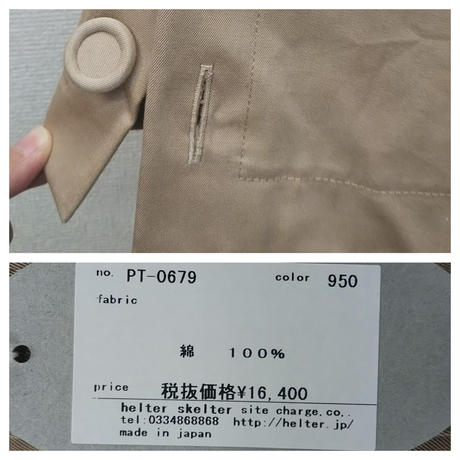 no. PT-0679 color 950
fabric
綿 100%
price 税抜価格¥16,400
helter skelter site charge.co,.
tel:0334868868 http://helter.jp/
made in japan